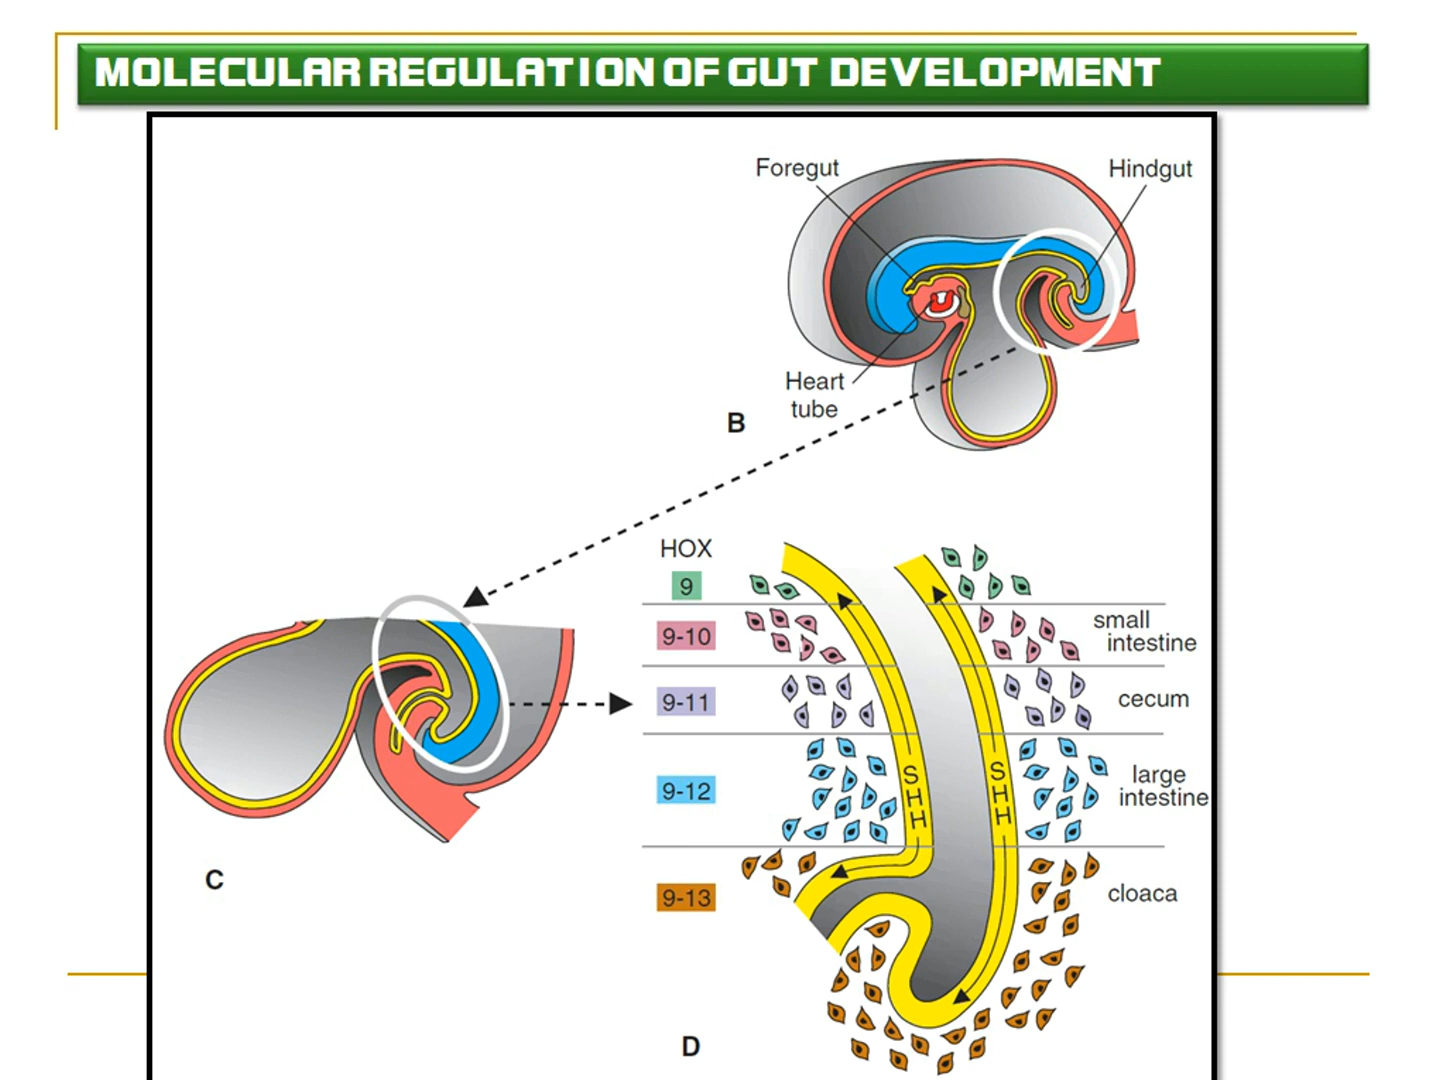 MOLECULAR REGULATION OF GUT DEVELOPMENT
Foregut
Hindgut
Heart
tube
B
HOX
9
9-10
small
intestine
9-11
cecum
9-12
large
intestine
SHH
SHH
9-13
cloaca
C
D